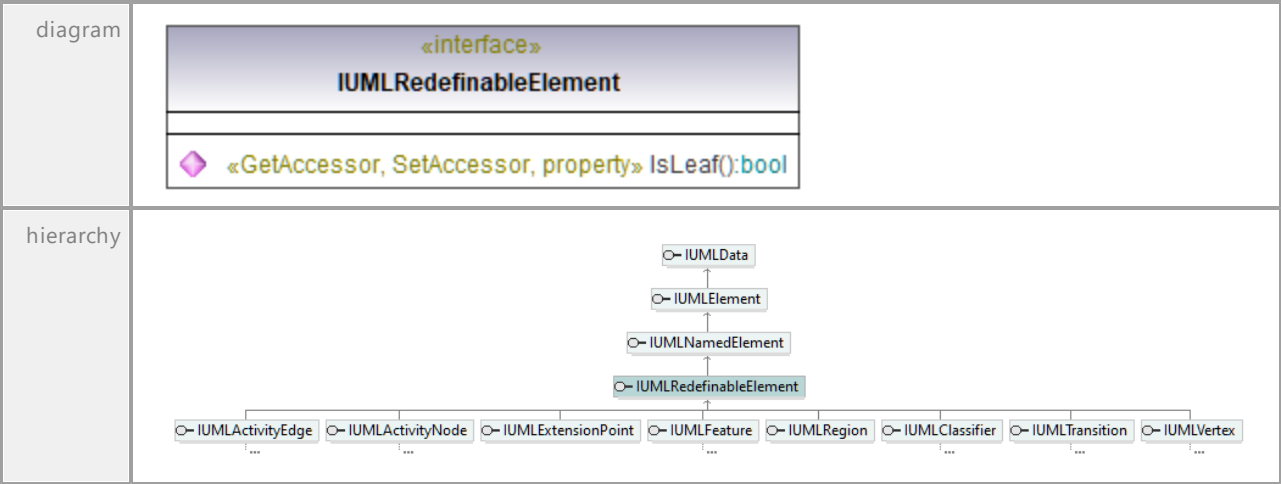 diagram
«interface»
IUMLRedefinableElement
«GetAccessor, SetAccessor, property» IsLeaf():bool
hierarchy
IUMLData
IUMLElement
IUMLNamedElement
IUMLRedefinableElement
IUMLActivityEdge IUMLActivityNode IUMLExtensionPoint IUMLFeature IUMLRegion IUMLClassifier IUMLTransition IUMLVertex
... ... ... ... ... ...